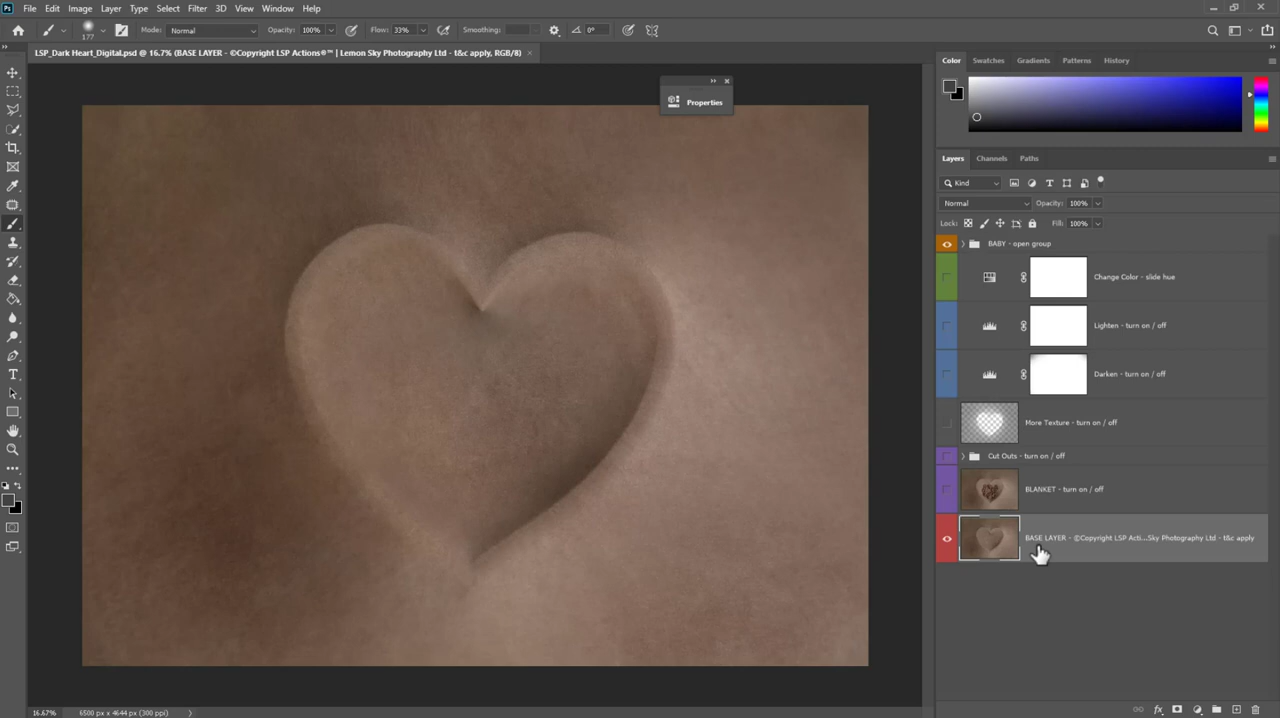 Ps File Edit Image Layer Type Select Filter 3D View Window Help
177 Mode: Normal Opacity: 100% Flow: 33% Smoothing: 0°
LSP_Dark Heart_Digital.psd @ 16.7% (BASE LAYER - ©Copyright LSP Actions®™ | Lemon Sky Photography Ltd - t&c apply, RGB/8) ×
Color Swatches Gradients Patterns History
Properties
Layers Channels Paths
Kind
Normal Opacity: 100%
Lock: Fill: 100%
BABY - open group
Change Color - slide hue
Lighten - turn on / off
Darken - turn on / off
More Texture - turn on / off
Cut Outs - turn on / off
BLANKET - turn on / off
BASE LAYER - ©Copyright LSP Acti...Sky Photography Ltd - t&c apply
16.67% 6500 px x 4644 px (300 ppi)